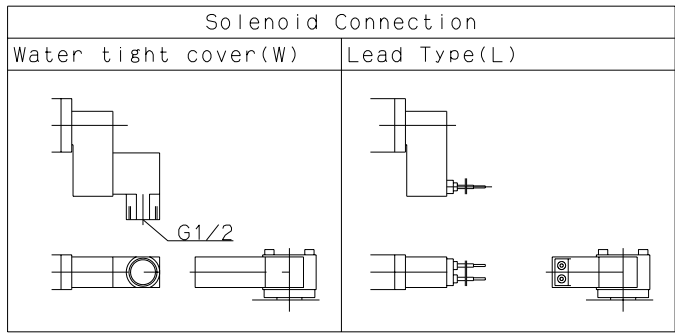 Solenoid Connection
Water tight cover(W)
Lead Type(L)
G1/2